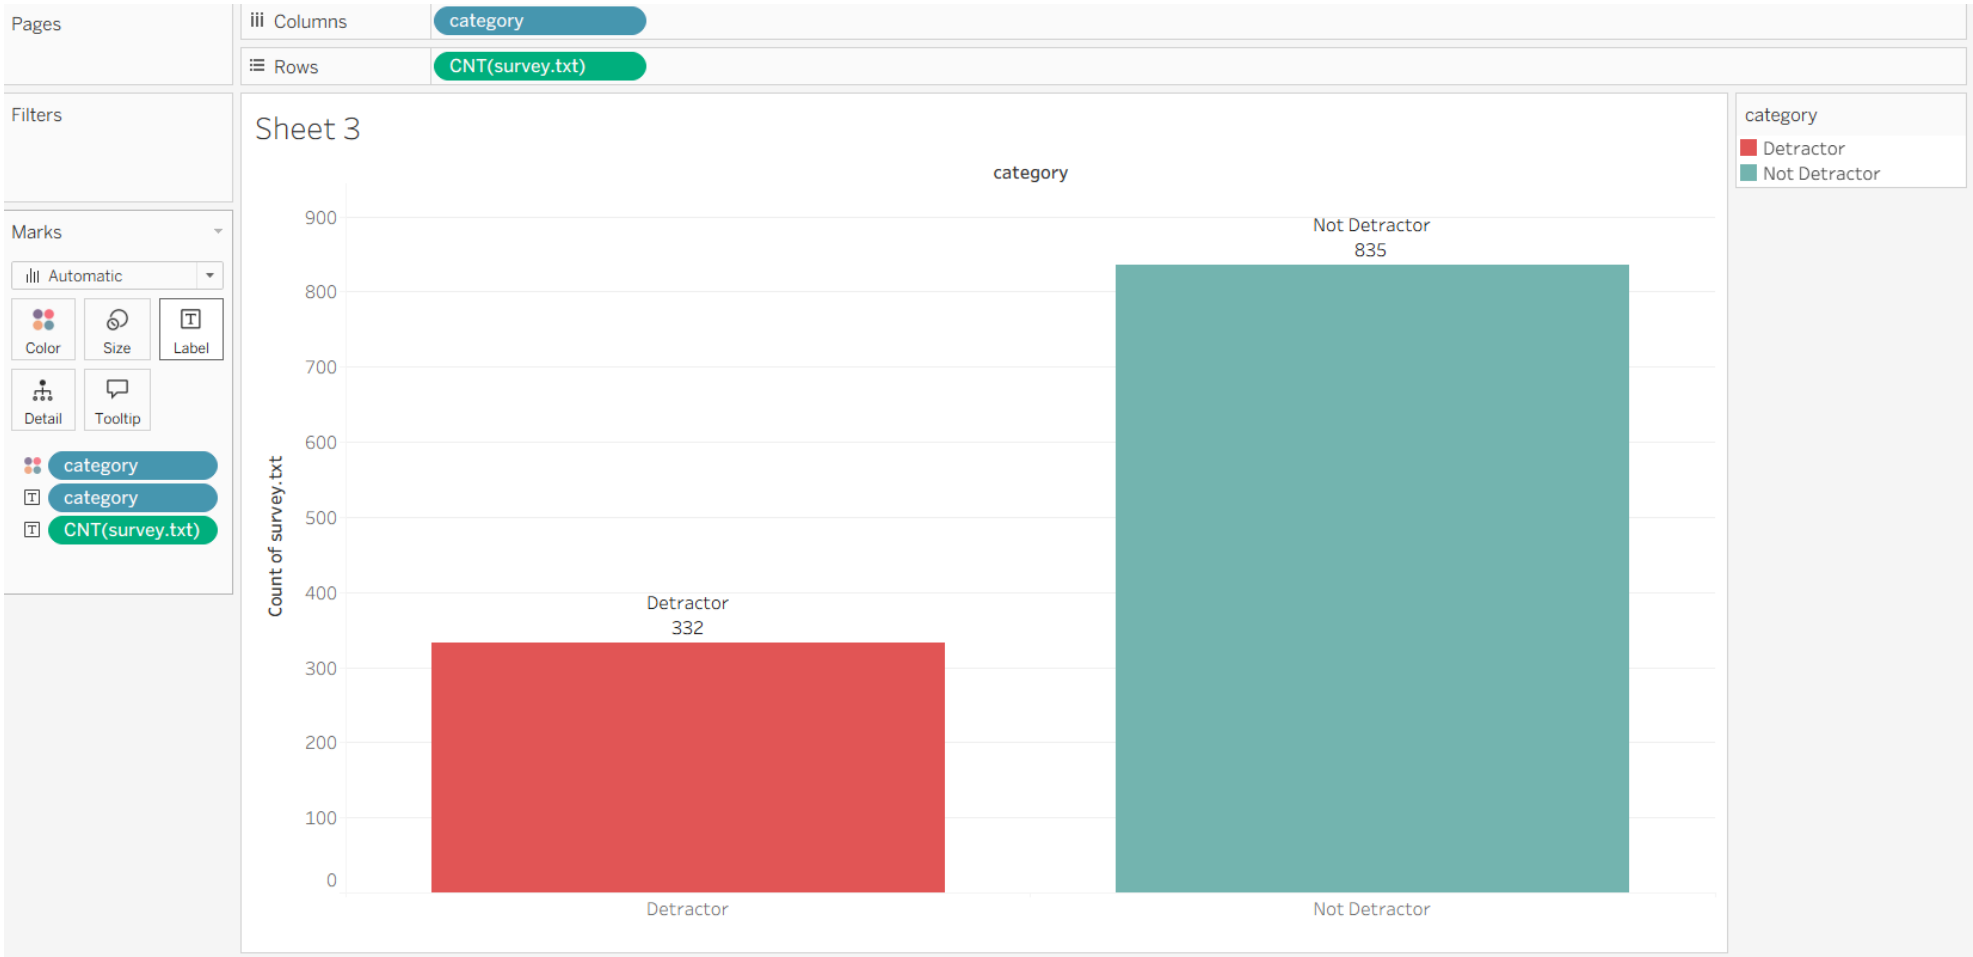 Pages
Columns
category
Rows
CNT(survey.txt)
Filters
Marks
Automatic
Color
Size
Label
Detail
Tooltip
category
category
CNT(survey.txt)
Sheet 3
category
Count of survey.txt
900
800
700
600
500
400
300
200
100
0
Detractor
332
Not Detractor
835
Detractor
Not Detractor
category
Detractor
Not Detractor